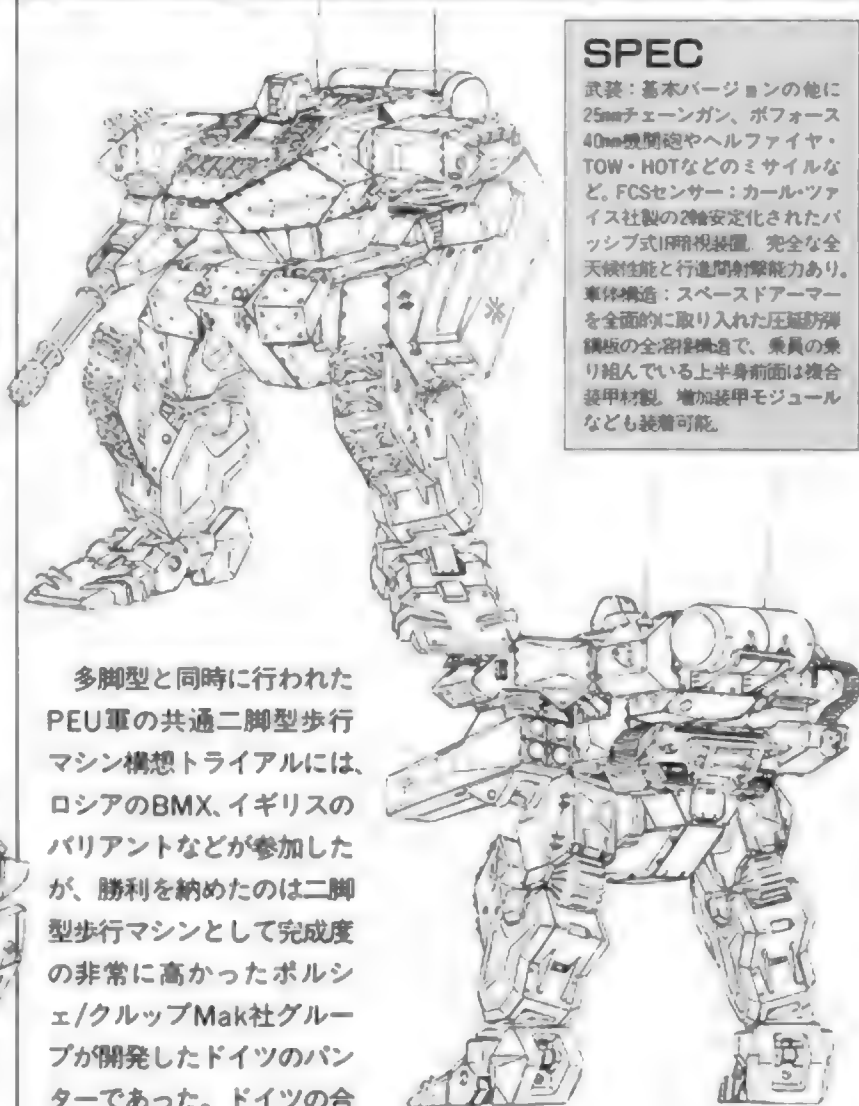 SPEC
武装：基本バージョンの他に
25mmチェーンガン、ボフォース
40mm機関砲やヘルファイヤ・
TOW・HOTなどのミサイルな
ど。FCSセンサー：カール・ツァ
イス社製の2軸安定化されたパ
ッシブ式IR暗視装置。完全な全
天候性能と行進間射撃能力あり。
車体構造：スペースドアーマー
を全面的に取り入れた圧延防弾
鋼板の全溶接構造で、乗員の乗
り組んでいる上半身前面は複合
装甲材製。増加装甲モジュール
なども装着可能。
多脚型と同時に行われた
PEU軍の共通二脚型歩行
マシン構想トライアルには、
ロシアのBMX、イギリスの
バリアントなどが参加した
が、勝利を納めたのは二脚
型歩行マシンとして完成度
の非常に高かったポルシ
ェ/クルップMak社グルー
プが開発したドイツのパン
ターであった。ドイツの合